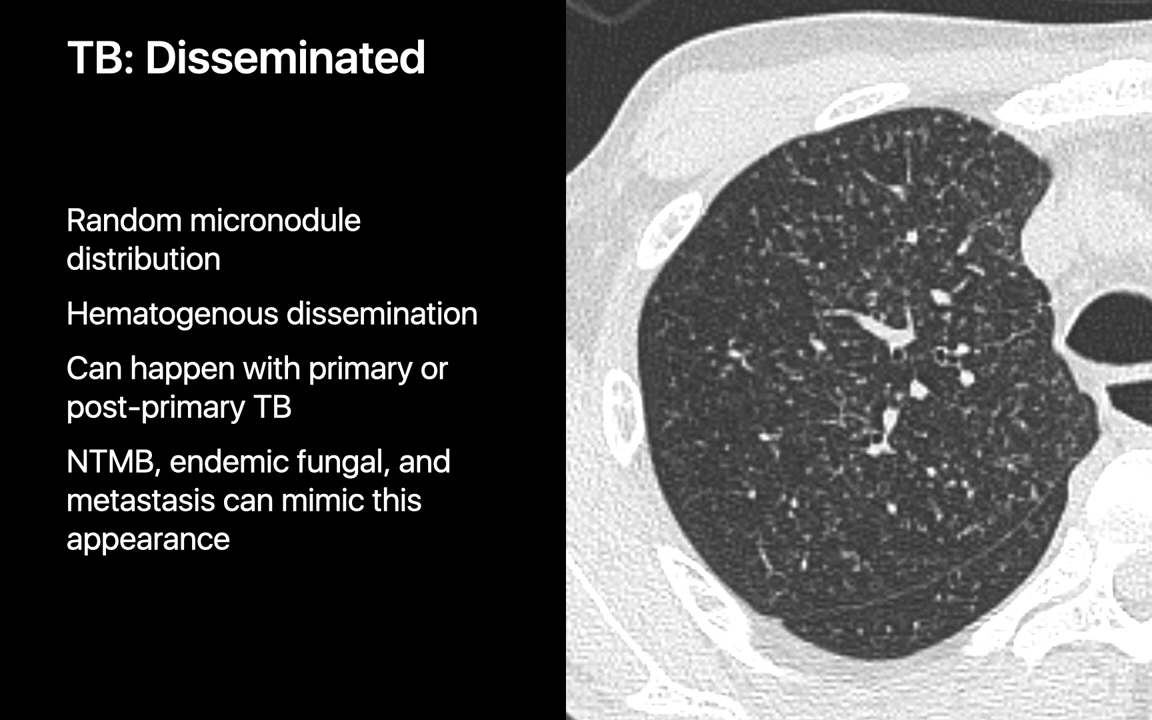 TB: Disseminated
Random micronodule
distribution
Hematogenous dissemination
Can happen with primary or
post-primary TB
NTMB, endemic fungal, and
metastasis can mimic this
appearance